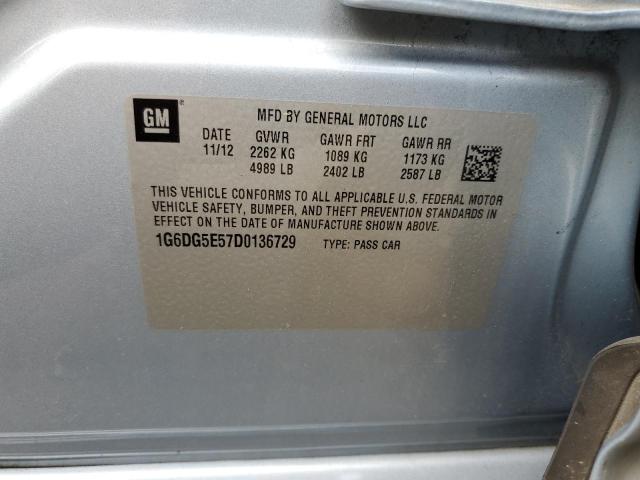 GM ®
MFD BY GENERAL MOTORS LLC
DATE GVWR GAWR FRT GAWR RR
11/12 2262 KG 1089 KG 1173 KG
4989 LB 2402 LB 2587 LB
THIS VEHICLE CONFORMS TO ALL APPLICABLE U.S. FEDERAL MOTOR
VEHICLE SAFETY, BUMPER, AND THEFT PREVENTION STANDARDS IN
EFFECT ON THE DATE OF MANUFACTURE SHOWN ABOVE.
1G6DG5E57D0136729 TYPE: PASS CAR